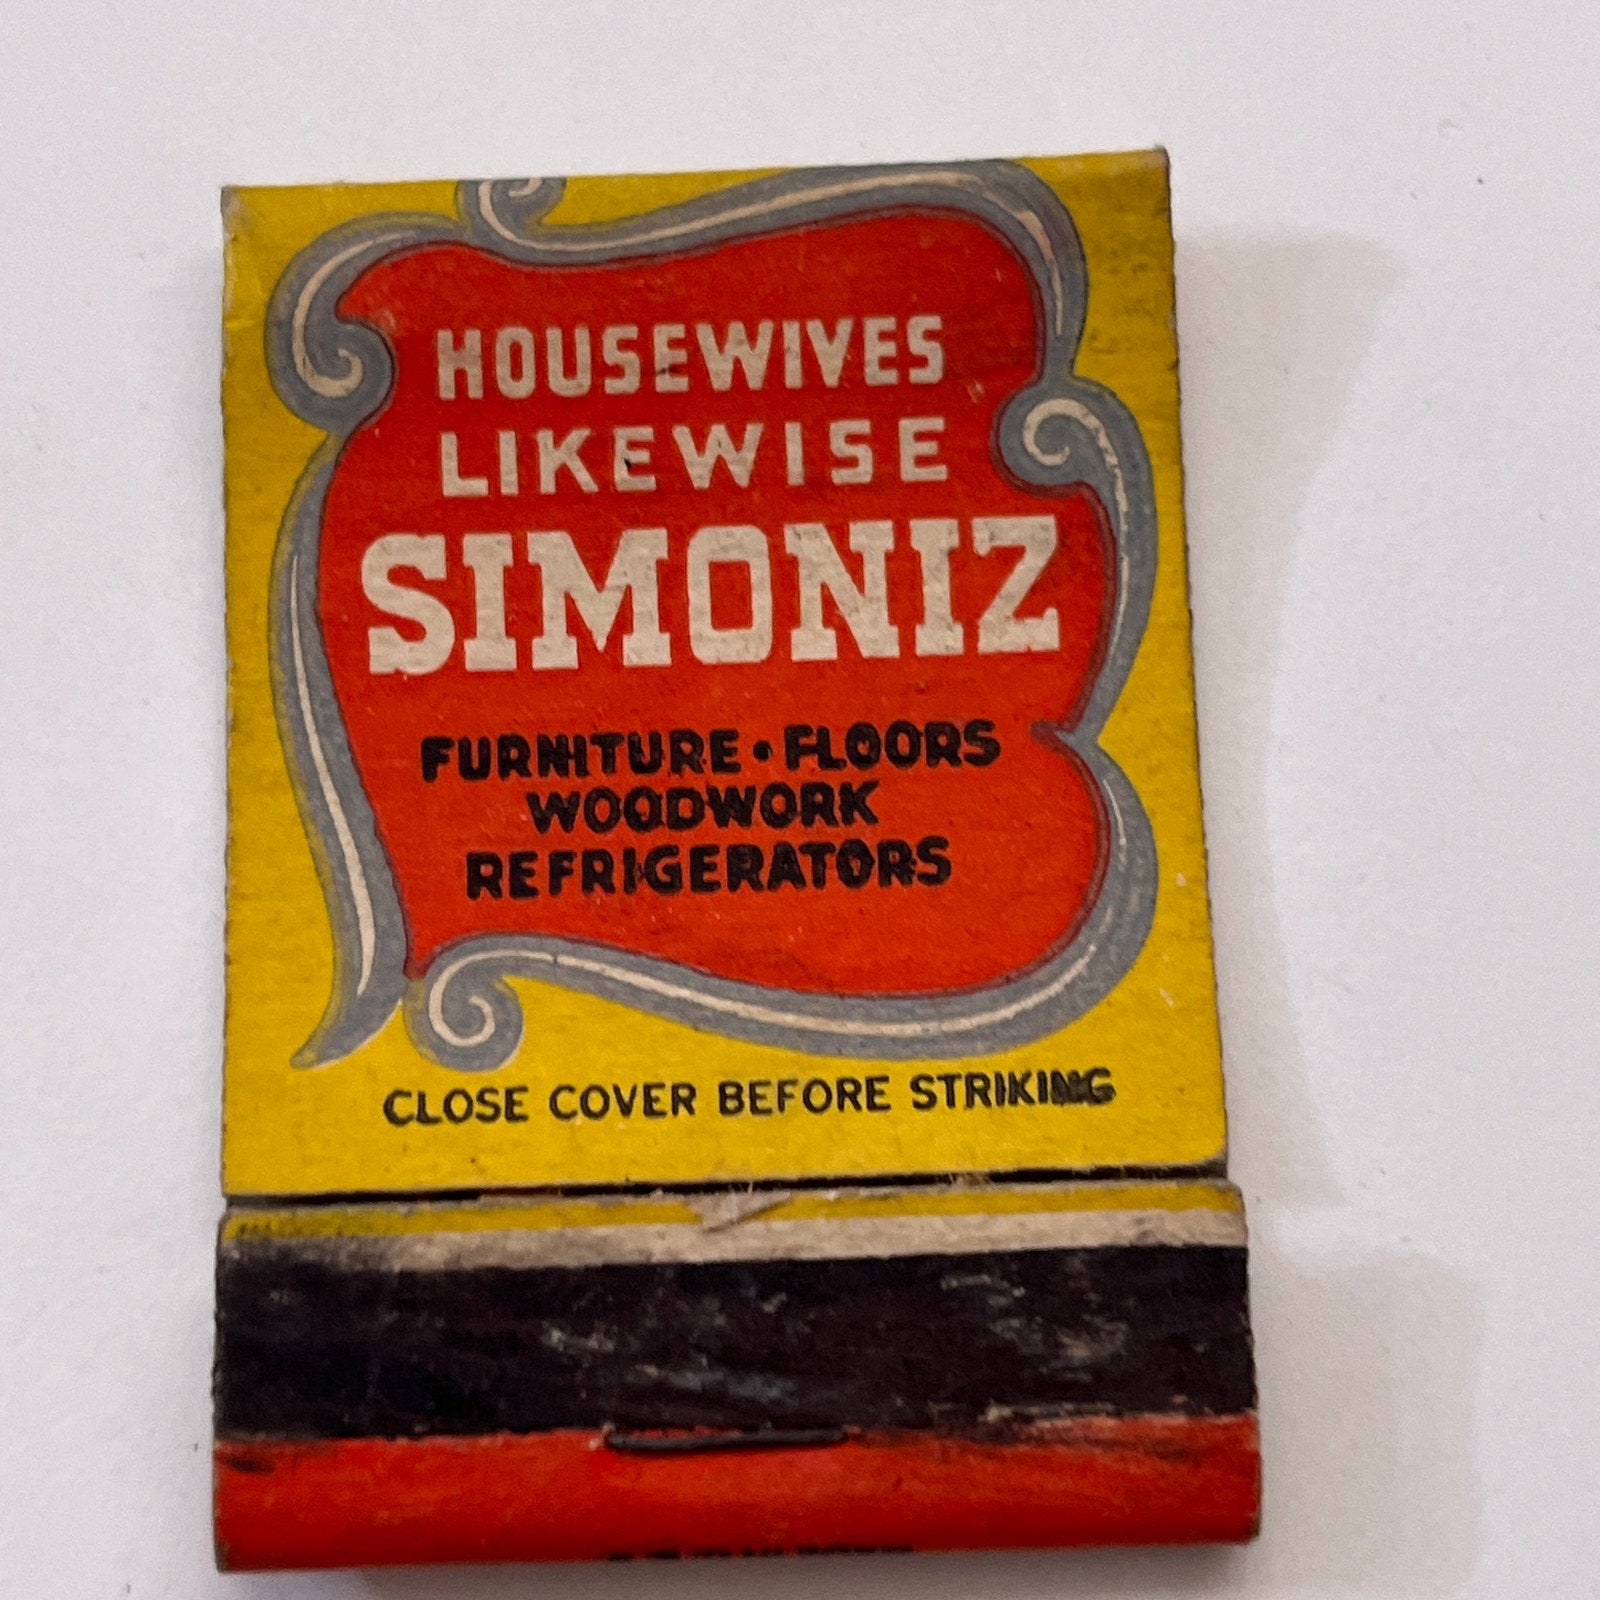 HOUSEWIVES
LIKEWISE
SIMONIZ
FURNITURE • FLOORS
WOODWORK
REFRIGERATORS
CLOSE COVER BEFORE STRIKING